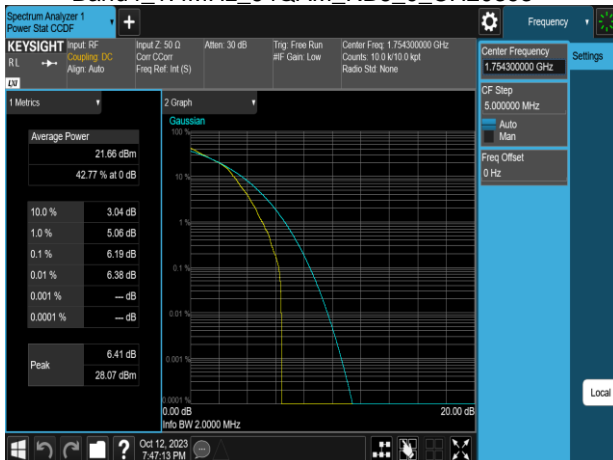 Spectrum Analyzer 1
Power Stat CCDF
Frequency
KEYSIGHT
RL
Input: RF
Coupling: DC
Align: Auto
Input Z: 50 Ω
Corr CCorr
Freq Ref: Int (S)
Atten: 30 dB
Trig: Free Run
#IF Gain: Low
Center Freq: 1.754300000 GHz
Counts: 10.0 k/10.0 kpt
Radio Std: None
LXI
Center Frequency
1.754300000 GHz
Settings
CF Step
5.000000 MHz
Auto
Man
Freq Offset
0 Hz
1 Metrics
Average Power
21.66 dBm
42.77 % at 0 dB
10.0 % 3.04 dB
1.0 % 5.06 dB
0.1 % 6.19 dB
0.01 % 6.38 dB
0.001 % --- dB
0.0001 % --- dB
Peak
6.41 dB
28.07 dBm
2 Graph
Gaussian
100 %
10 %
1 %
0.1 %
0.01 %
0.001 %
0.0001 %
0.00 dB 20.00 dB
Info BW 2.0000 MHz
Local
? Oct 12, 2023
7:47:13 PM